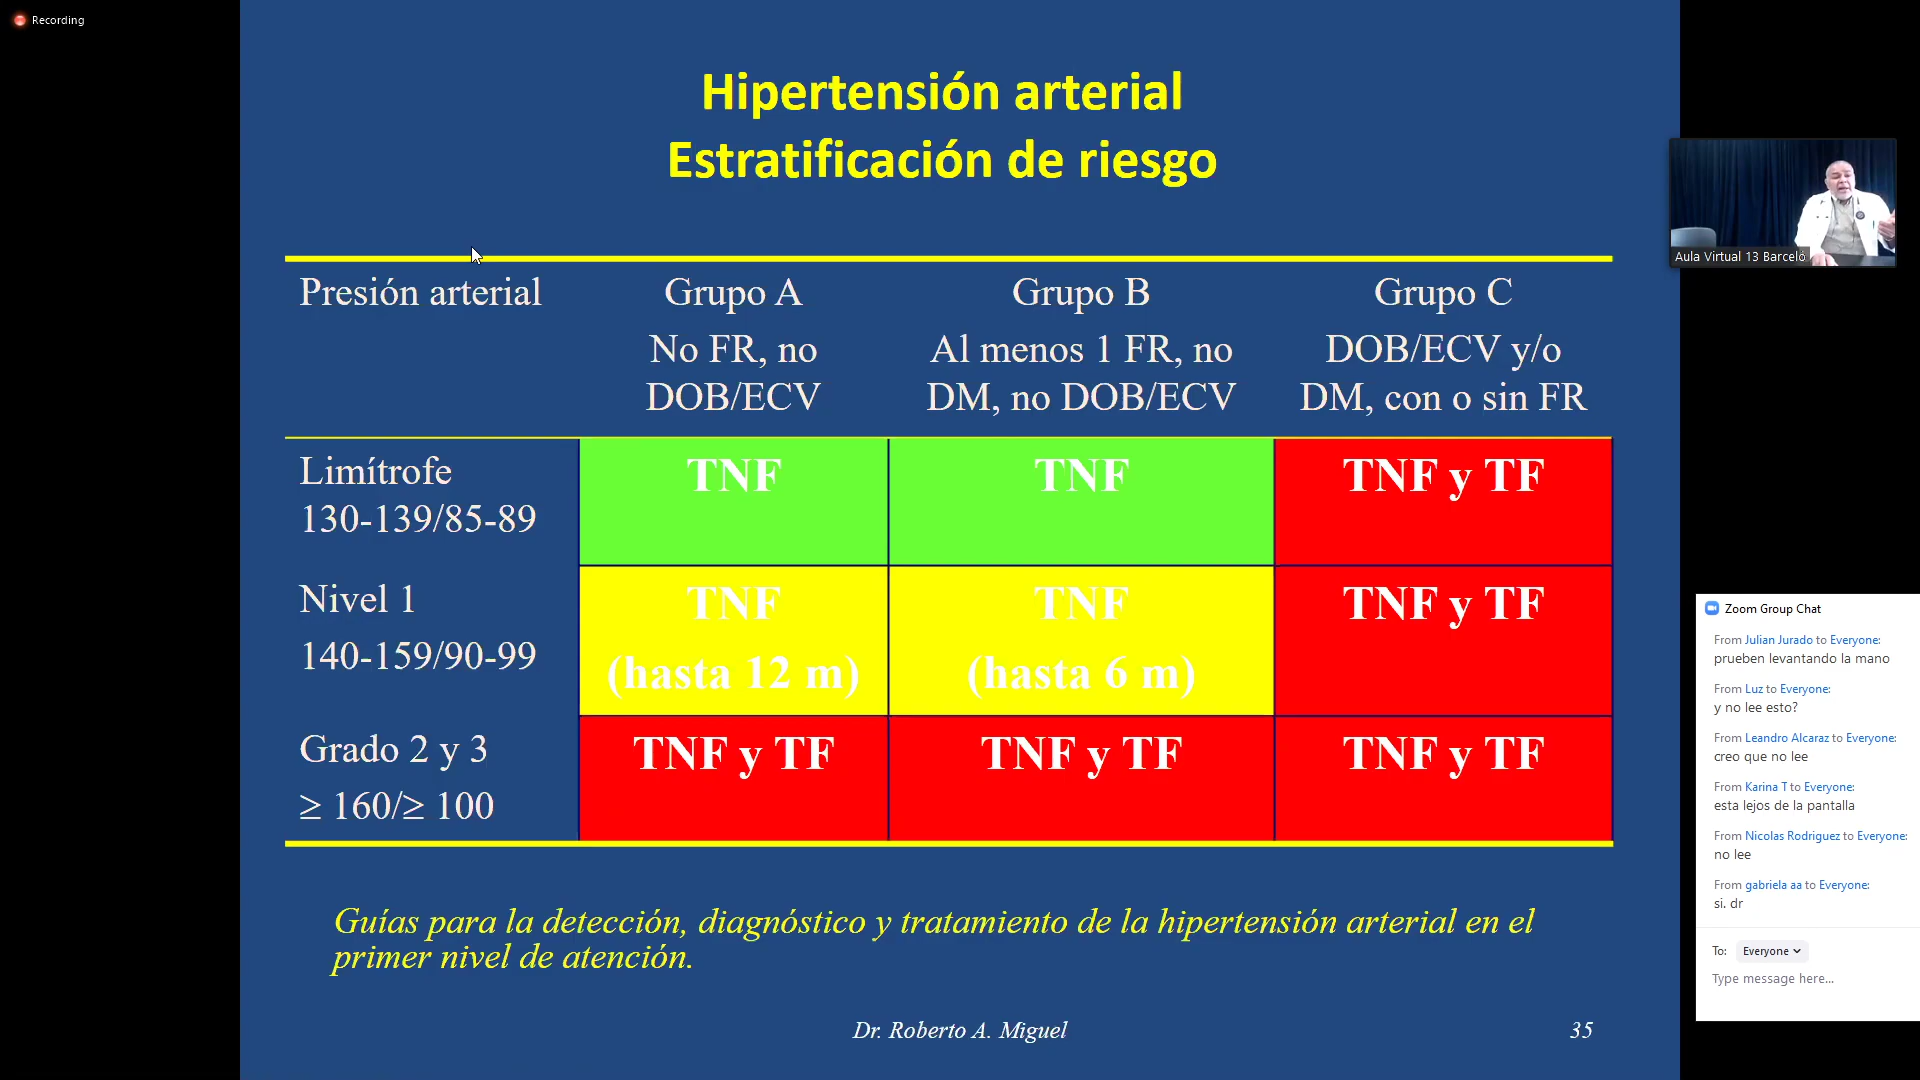 Recording
Hipertensión arterial
Estratificación de riesgo
Presión arterial
Grupo A
Grupo B
Grupo C
No FR, no
DOB/ECV
Al menos 1 FR, no
DM, no DOB/ECV
DOB/ECV y/o
DM, con o sin FR
Limítrofe
130-139/85-89
TNF
TNF
TNF y TF
Nivel 1
140-159/90-99
TNF
(hasta 12 m)
TNF
(hasta 6 m)
TNF y TF
Grado 2 y 3
≥ 160/≥ 100
TNF y TF
TNF y TF
TNF y TF
Guías para la detección, diagnóstico y tratamiento de la hipertensión arterial en el
primer nivel de atención.
Dr. Roberto A. Miguel
35
Aula Virtual 13 Barceló
Zoom Group Chat
From Julian Jurado to Everyone:
prueben levantando la mano
From Luz to Everyone:
y no lee esto?
From Leandro Alcaraz to Everyone:
creo que no lee
From Karina T to Everyone:
esta lejos de la pantalla
From Nicolas Rodriguez to Everyone:
no lee
From gabriela aa to Everyone:
si. dr
To: Everyone
Type message here...